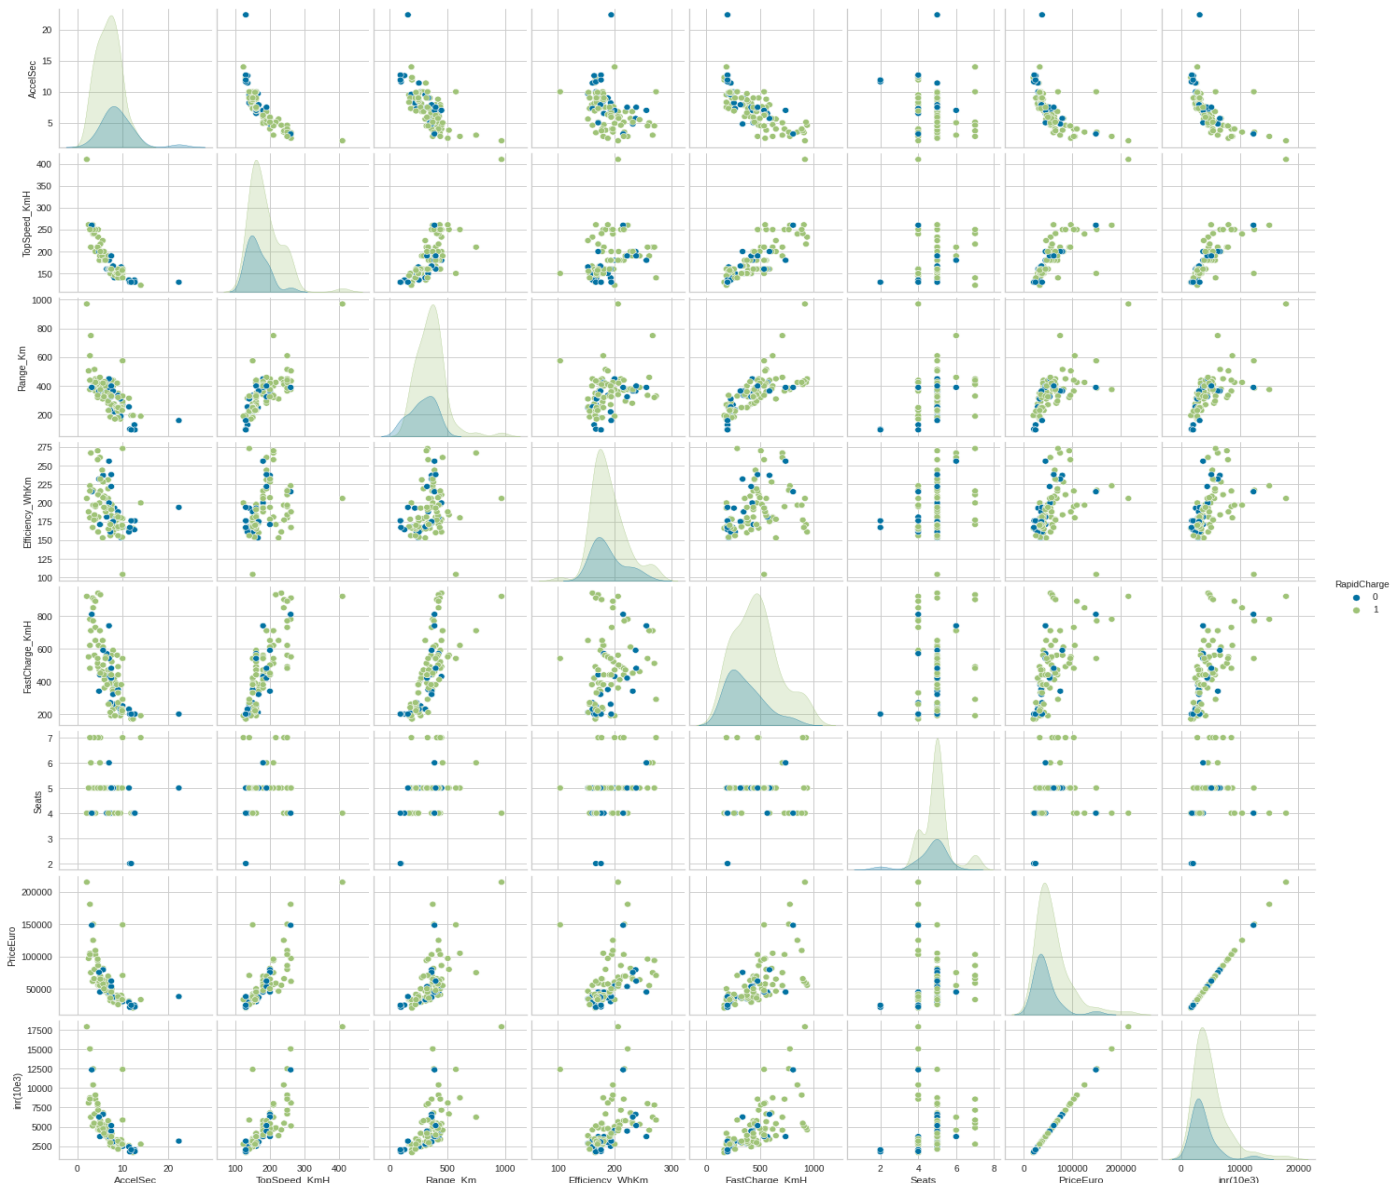 20
15
10
5
AccelSec
400
350
300
250
200
150
TopSpeed_KmH
1000
800
600
400
200
Range_Km
275
250
225
200
175
150
125
100
Efficiency_WhKm
800
600
400
200
FastCharge_KmH
RapidCharge
0
1
7
6
5
4
3
2
Seats
200000
150000
100000
50000
PriceEuro
17500
15000
12500
10000
7500
5000
2500
inr(10e3)
0 10 20
100 200 300 400
0 500 1000
100 200 300
0 500 1000
2 4 6 8
0 100000 200000
0 10000 20000
AccelSec TopSpeed_KmH Range_Km Efficiency_WhKm FastCharge_KmH Seats PriceEuro inr(10e3)